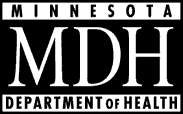 MINNESOTA
MDH
DEPARTMENT OF HEALTH